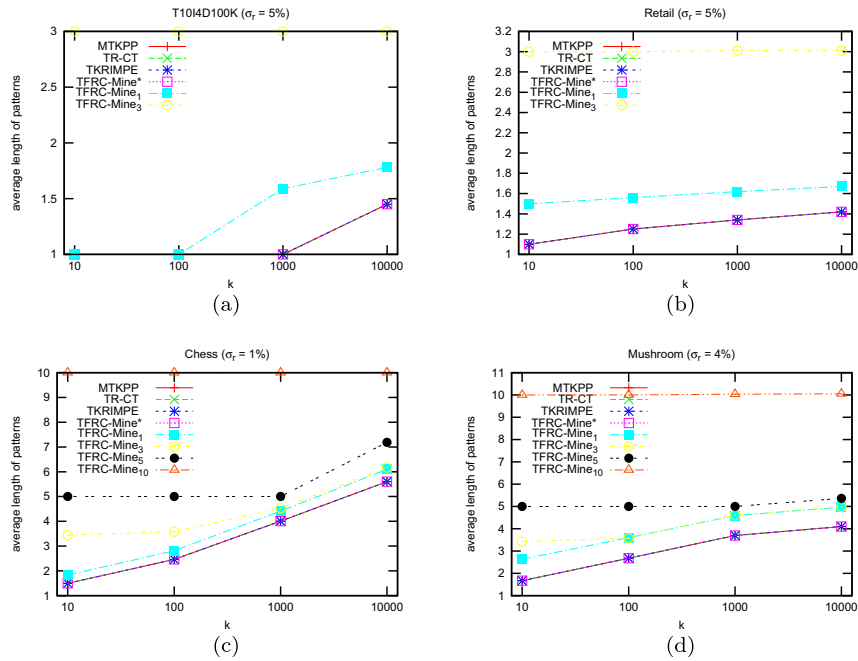 T10I4D100K (σr = 5%)
average length of patterns
3
2.5
2
1.5
1
10
100
1000
10000
k
MTKPP
TR-CT
TKRIMPE
TFRC-Mine*
TFRC-Mine1
TFRC-Mine3
(a)
Retail (σr = 5%)
average length of patterns
3.2
3
2.8
2.6
2.4
2.2
2
1.8
1.6
1.4
1.2
1
10
100
1000
10000
k
MTKPP
TR-CT
TKRIMPE
TFRC-Mine*
TFRC-Mine1
TFRC-Mine3
(b)
Chess (σr = 1%)
average length of patterns
10
9
8
7
6
5
4
3
2
1
10
100
1000
10000
k
MTKPP
TR-CT
TKRIMPE
TFRC-Mine*
TFRC-Mine1
TFRC-Mine3
TFRC-Mine5
TFRC-Mine10
(c)
Mushroom (σr = 4%)
average length of patterns
11
10
9
8
7
6
5
4
3
2
1
10
100
1000
10000
k
MTKPP
TR-CT
TKRIMPE
TFRC-Mine*
TFRC-Mine1
TFRC-Mine3
TFRC-Mine5
TFRC-Mine10
(d)